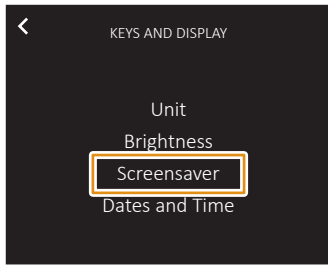 KEYS AND DISPLAY
Unit
Brightness
Screensaver
Dates and Time